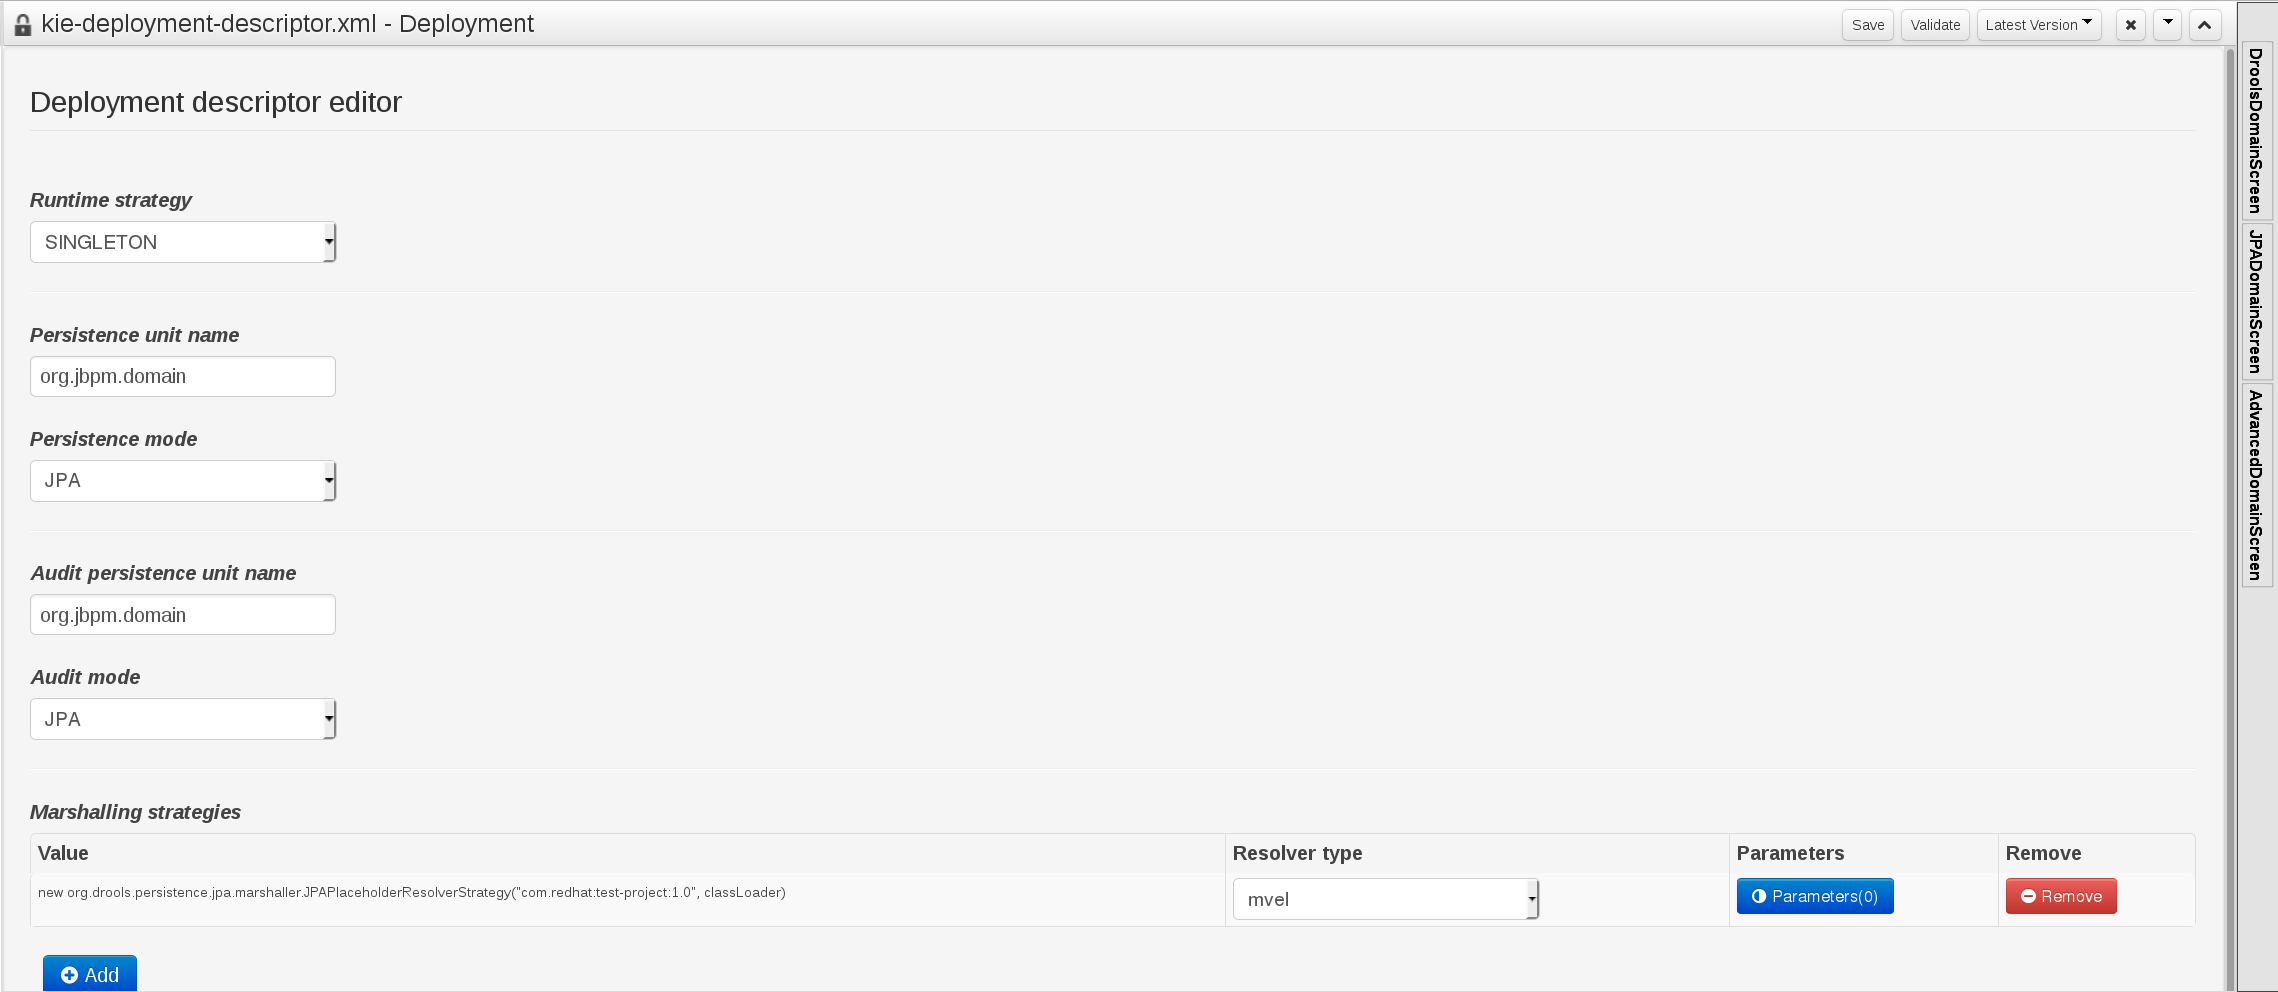 kie-deployment-descriptor.xml - Deployment
Save
Validate
Latest Version
Deployment descriptor editor
Runtime strategy
SINGLETON
Persistence unit name
org.jbpm.domain
Persistence mode
JPA
Audit persistence unit name
org.jbpm.domain
Audit mode
JPA
Marshalling strategies
Value Resolver type Parameters Remove
new org.drools.persistence.jpa.marshaller.JPAPlaceholderResolverStrategy("com.redhat:test-project:1.0", classLoader) mvel Parameters(0) Remove
Add
DroolsDomainScreen
JPADomainScreen
AdvancedDomainScreen